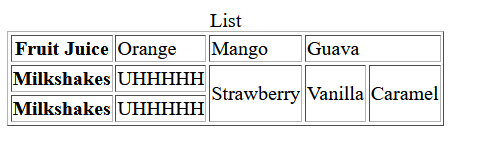 List
Fruit Juice Orange Mango Guava
Milkshakes UHHHHH Strawberry Vanilla Caramel
Milkshakes UHHHHH